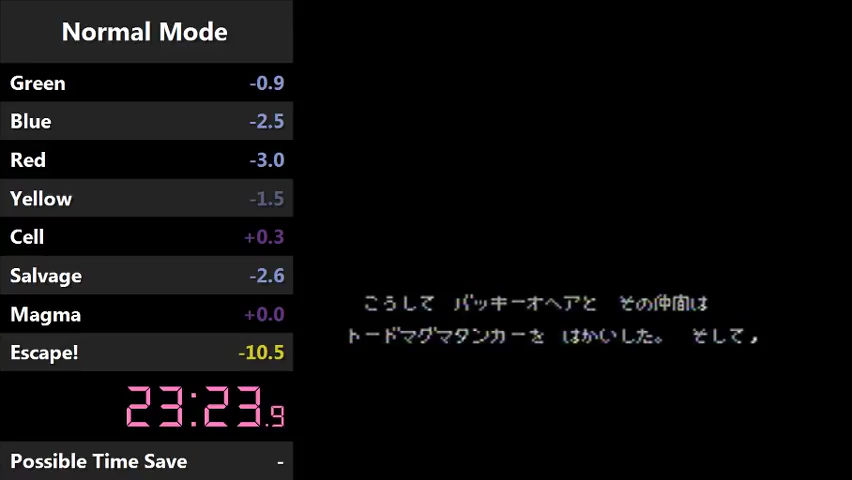 Normal Mode
Green -0.9
Blue -2.5
Red -3.0
Yellow -1.5
Cell +0.3
Salvage -2.6
Magma +0.0
Escape! -10.5
23:23.9
Possible Time Save -
こうして バッキーオヘアと その仲間は
トードマグマタンカーを はかいした。 そして,